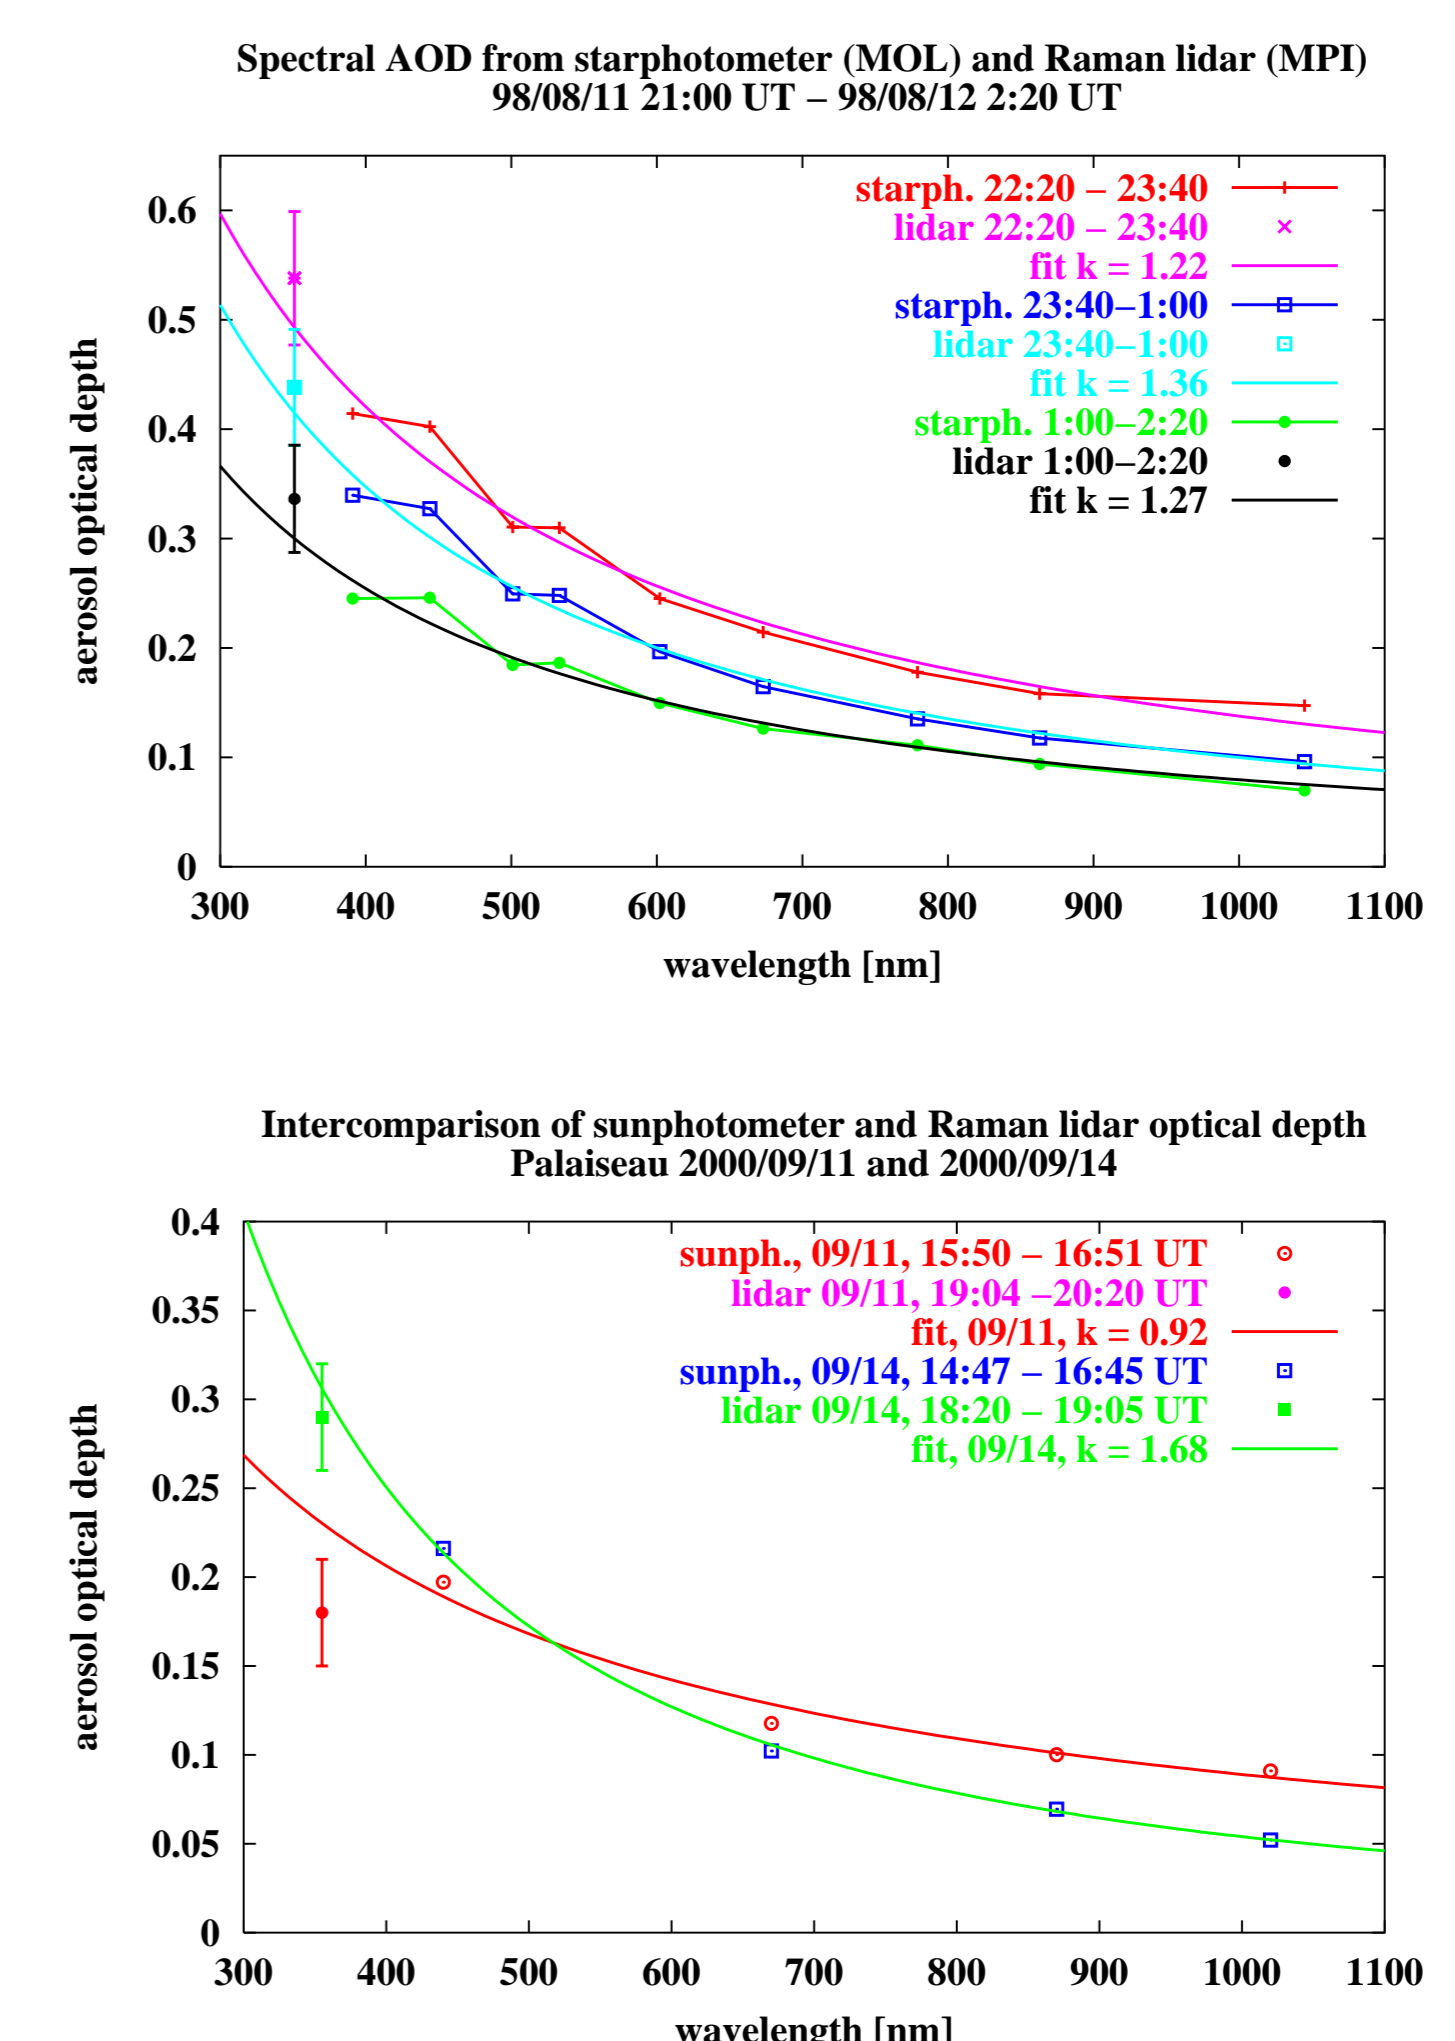 Spectral AOD from starphotometer (MOL) and Raman lidar (MPI)
98/08/11 21:00 UT – 98/08/12 2:20 UT
starph. 22:20 – 23:40
lidar 22:20 – 23:40
fit k = 1.22
starph. 23:40–1:00
lidar 23:40–1:00
fit k = 1.36
starph. 1:00–2:20
lidar 1:00–2:20
fit k = 1.27
aerosol optical depth
0.6
0.5
0.4
0.3
0.2
0.1
0
300 400 500 600 700 800 900 1000 1100
wavelength [nm]
Intercomparison of sunphotometer and Raman lidar optical depth
Palaiseau 2000/09/11 and 2000/09/14
sunph., 09/11, 15:50 – 16:51 UT
lidar 09/11, 19:04 –20:20 UT
fit, 09/11, k = 0.92
sunph., 09/14, 14:47 – 16:45 UT
lidar 09/14, 18:20 – 19:05 UT
fit, 09/14, k = 1.68
aerosol optical depth
0.4
0.35
0.3
0.25
0.2
0.15
0.1
0.05
0
300 400 500 600 700 800 900 1000 1100
wavelength [nm]